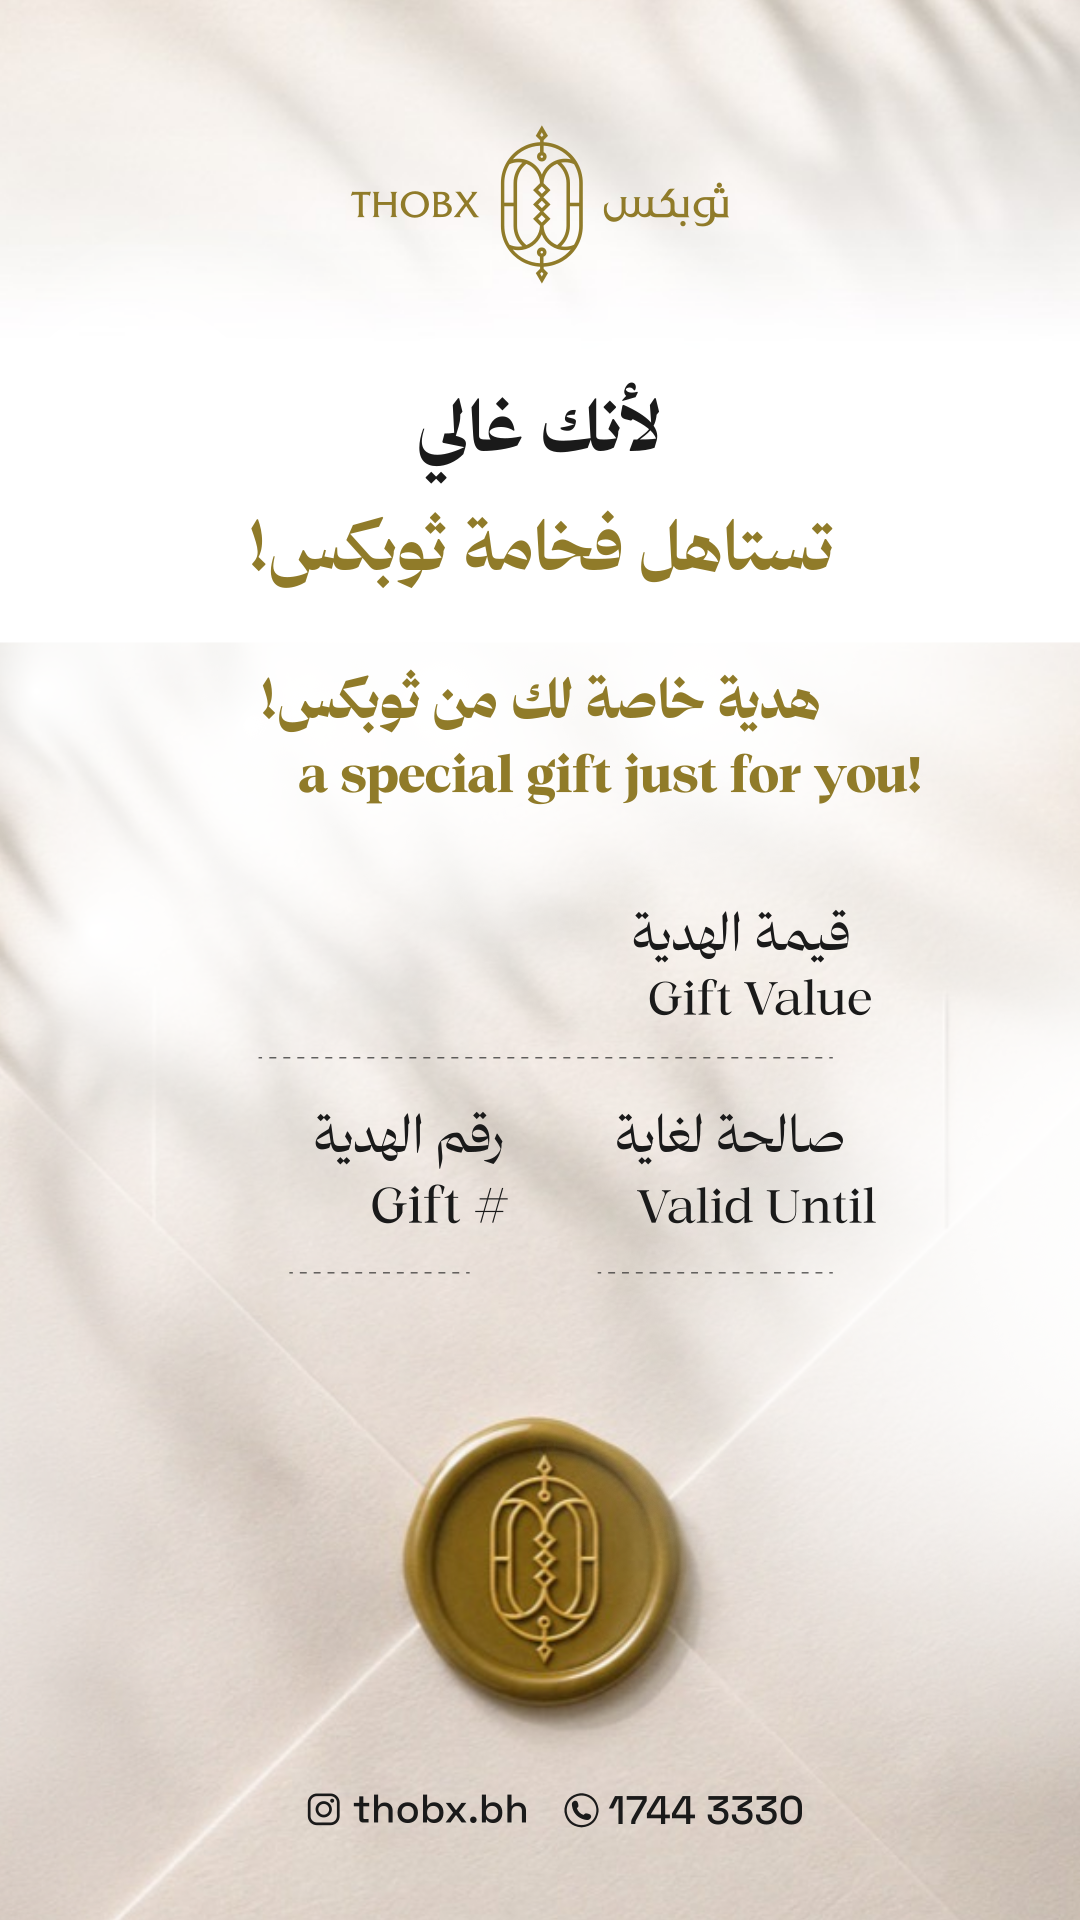 THOBX ثوبكس
لأنك غالي
تستاهل فخامة ثوبكس!
هدية خاصة لك من ثوبكس!
a special gift just for you!
قيمة الهدية
Gift Value
صالحة لغاية
Valid Until
رقم الهدية
Gift #
thobx.bh 1744 3330